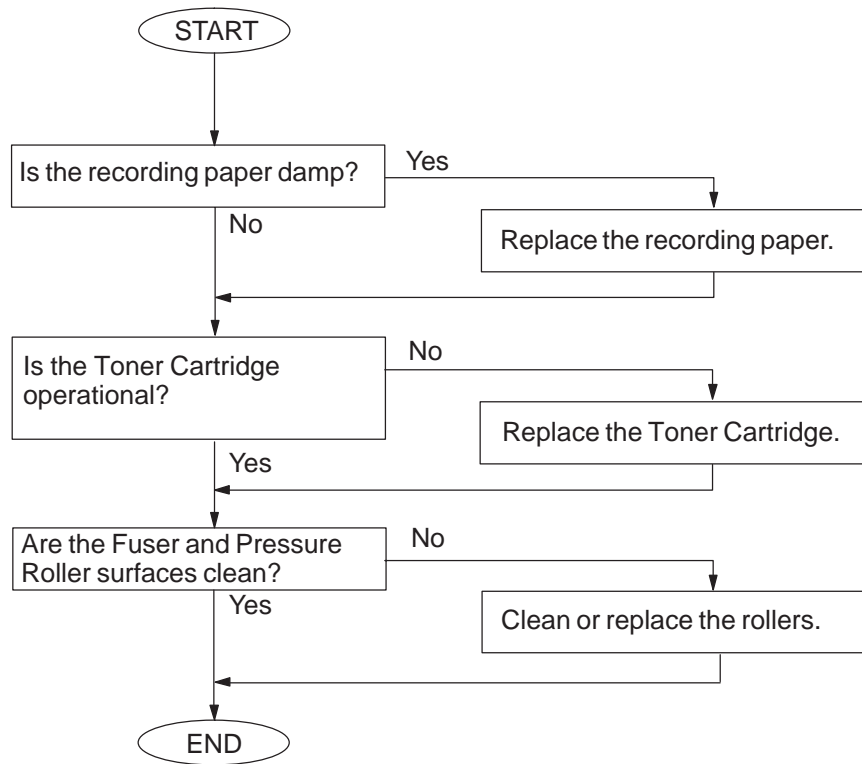 START
Is the recording paper damp?
Yes
No
Replace the recording paper.
Is the Toner Cartridge
operational?
No
Yes
Replace the Toner Cartridge.
Are the Fuser and Pressure
Roller surfaces clean?
No
Yes
Clean or replace the rollers.
END